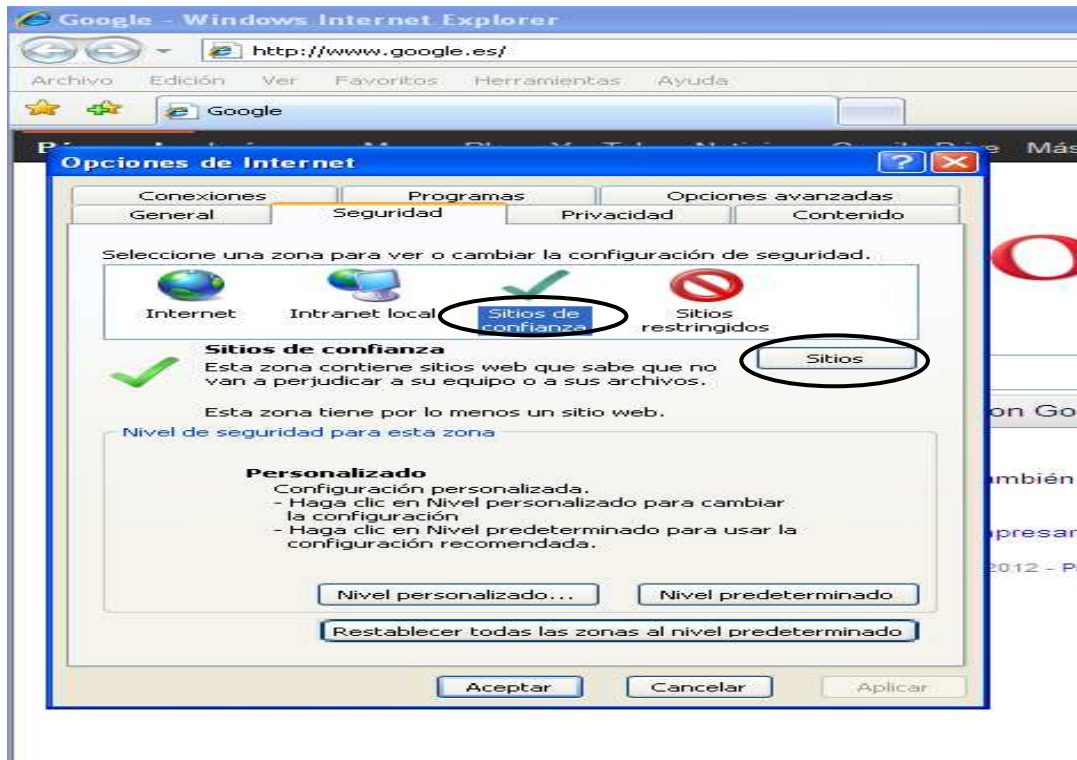 Google - Windows Internet Explorer
http://www.google.es/
Archivo Edición Ver Favoritos Herramientas Ayuda
Google
Más
Opciones de Internet
Conexiones Programas Opciones avanzadas
General Seguridad Privacidad Contenido
Seleccione una zona para ver o cambiar la configuración de seguridad.
Internet Intranet local Sitios de confianza Sitios restringidos
Sitios de confianza
Sitios
Esta zona contiene sitios web que sabe que no
van a perjudicar a su equipo o a sus archivos.
Esta zona tiene por lo menos un sitio web.
Nivel de seguridad para esta zona
Personalizado
Configuración personalizada.
- Haga clic en Nivel personalizado para cambiar
la configuración
- Haga clic en Nivel predeterminado para usar la
configuración recomendada.
Nivel personalizado... Nivel predeterminado
Restablecer todas las zonas al nivel predeterminado
Aceptar Cancelar Aplicar
on Go
mbién
presar
2012 - P